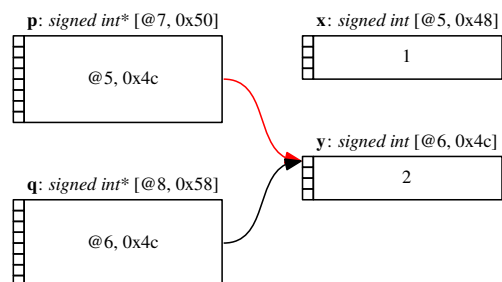 p: signed int* [@7, 0x50]
@5, 0x4c
x: signed int [@5, 0x48]
1
y: signed int [@6, 0x4c]
2
q: signed int* [@8, 0x58]
@6, 0x4c